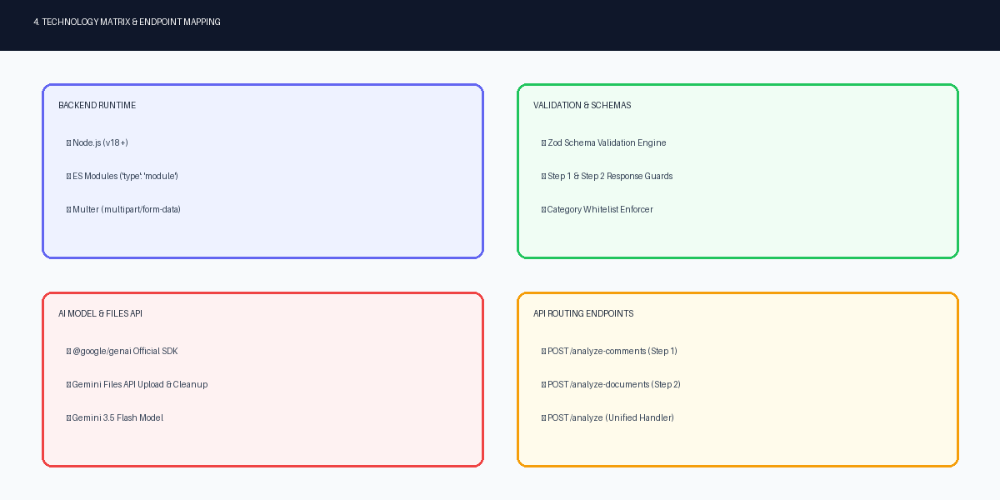 4. TECHNOLOGY MATRIX & ENDPOINT MAPPING
BACKEND RUNTIME
Node.js (v18+)
ES Modules ('type': 'module')
Multer (multipart/form-data)
VALIDATION & SCHEMAS
Zod Schema Validation Engine
Step 1 & Step 2 Response Guards
Category Whitelist Enforcer
AI MODEL & FILES API
@google/genai Official SDK
Gemini Files API Upload & Cleanup
Gemini 3.5 Flash Model
API ROUTING ENDPOINTS
POST /analyze-comments (Step 1)
POST /analyze-documents (Step 2)
POST /analyze (Unified Handler)